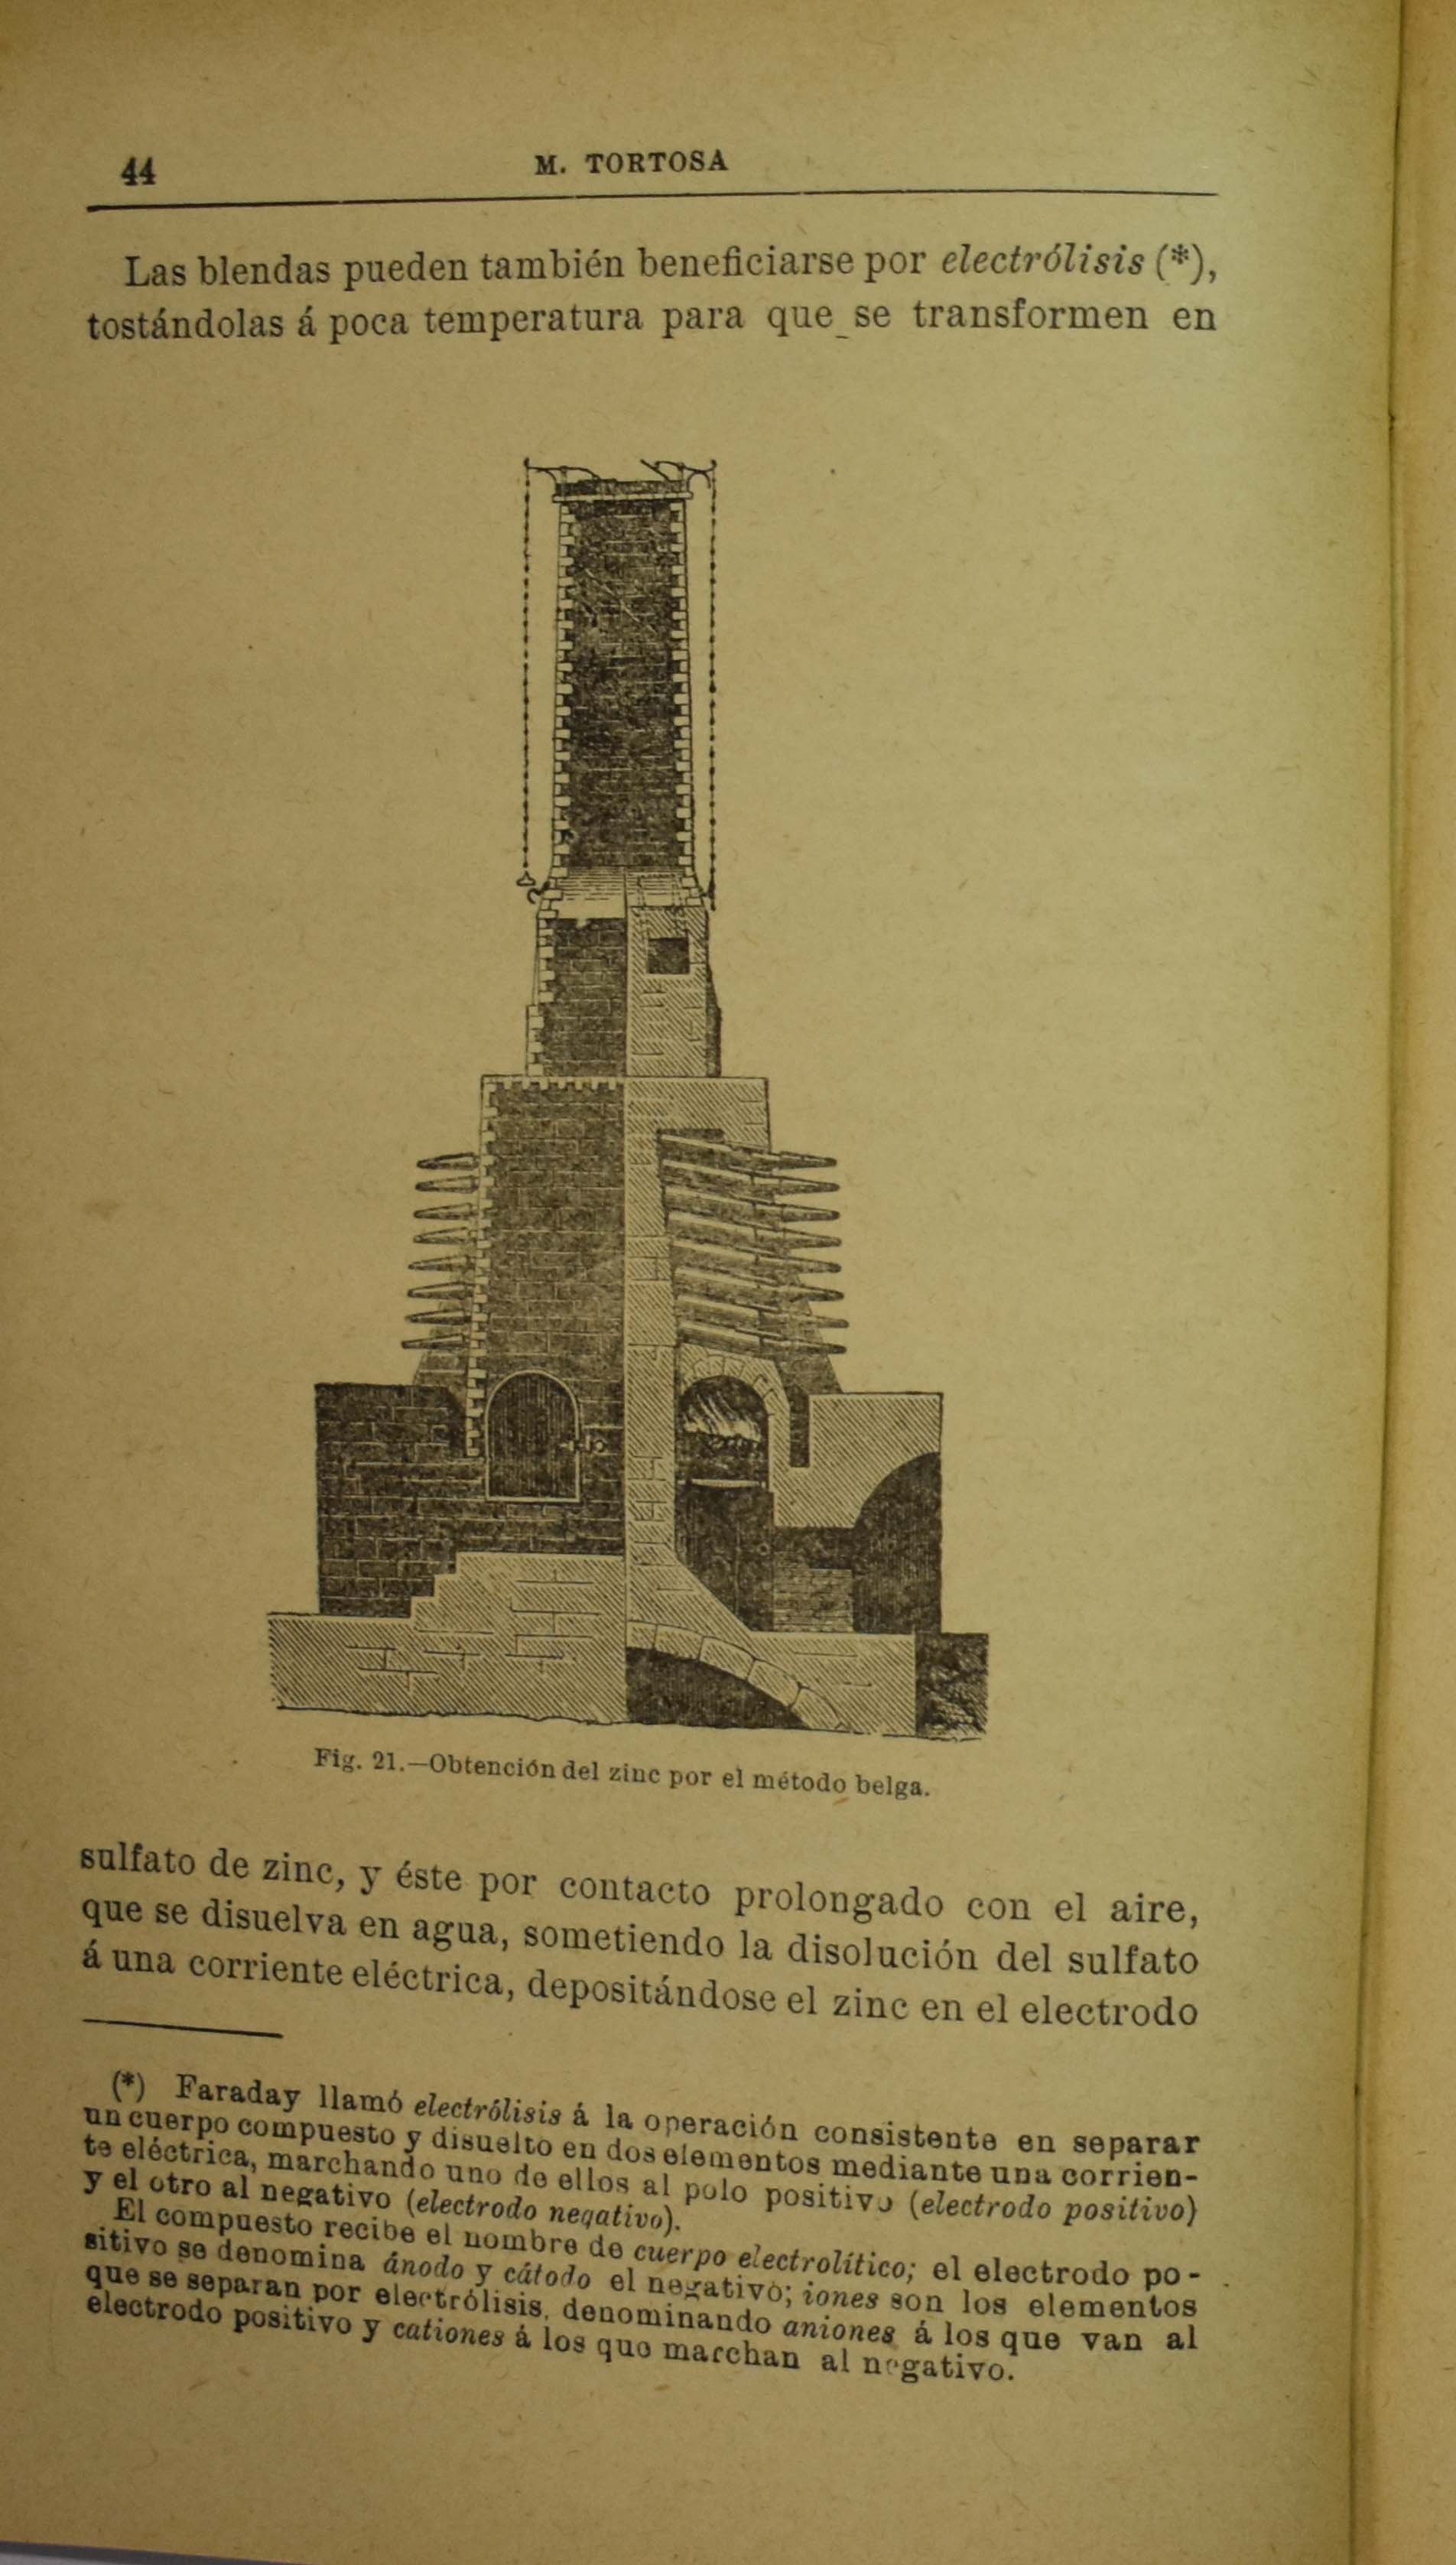 44
M. TORTOSA
Las blendas pueden también beneficiarse por electrólisis (*),
tostándolas á poca temperatura para que se transformen en
Fig. 21.—Obtención del zinc por el método belga.
sulfato de zinc, y éste por contacto prolongado con el aire,
que se disuelva en agua, sometiendo la disolución del sulfato
á una corriente eléctrica, depositándose el zinc en el electrodo
(*) Faraday llamó electrólisis á la operación consistente en separar
un cuerpo compuesto y disuelto en dos elementos mediante una corrien-
te eléctrica, marchando uno de ellos al polo positivo (electrodo positivo)
y el otro al negativo (electrodo negativo).
El compuesto recibe el nombre de cuerpo electrolítico; el electrodo po-
sitivo se denomina ánodo y cátodo el negativo; iones son los elementos
que se separan por electrólisis, denominando aniones á los que van al
electrodo positivo y cationes á los que marchan al negativo.